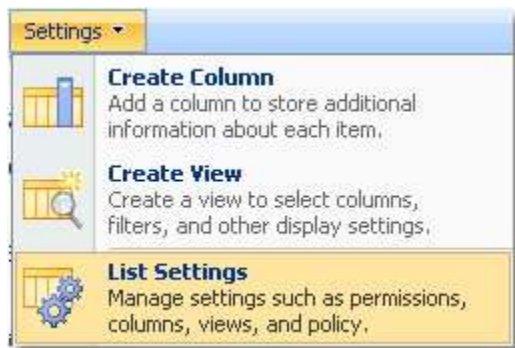 Settings
Create Column
Add a column to store additional
information about each item.
Create View
Create a view to select columns,
filters, and other display settings.
List Settings
Manage settings such as permissions,
columns, views, and policy.